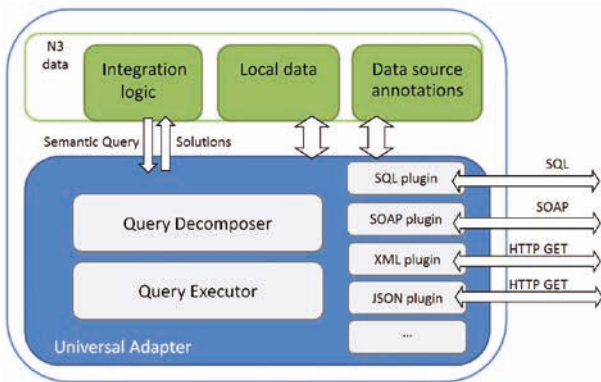 N3
data
Integration
logic
Local data
Data source
annotations
Semantic Query
Solutions
SQL plugin
SQL
Query Decomposer
SOAP plugin
SOAP
XML plugin
HTTP GET
Query Executor
JSON plugin
HTTP GET
...
Universal Adapter